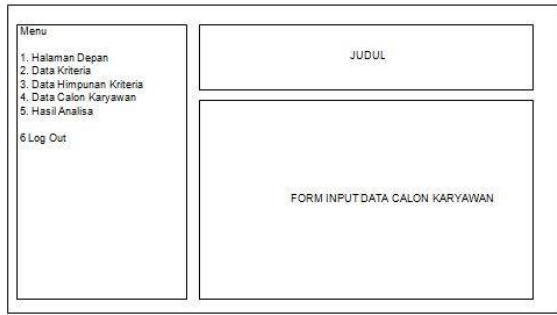 Menu
1. Halaman Depan
2. Data Kriteria
3. Data Himpunan Kriteria
4. Data Calon Karyawan
5. Hasil Analisa
6 Log Out
JUDUL
FORM INPUT DATA CALON KARYAWAN